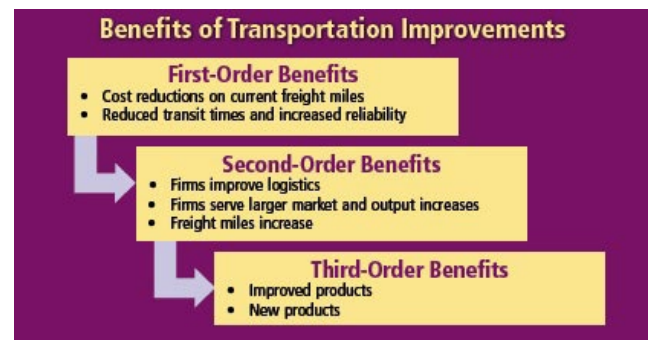 Benefits of Transportation Improvements
First-Order Benefits
• Cost reductions on current freight miles
• Reduced transit times and increased reliability
Second-Order Benefits
• Firms improve logistics
• Firms serve larger market and output increases
• Freight miles increase
Third-Order Benefits
• Improved products
• New products